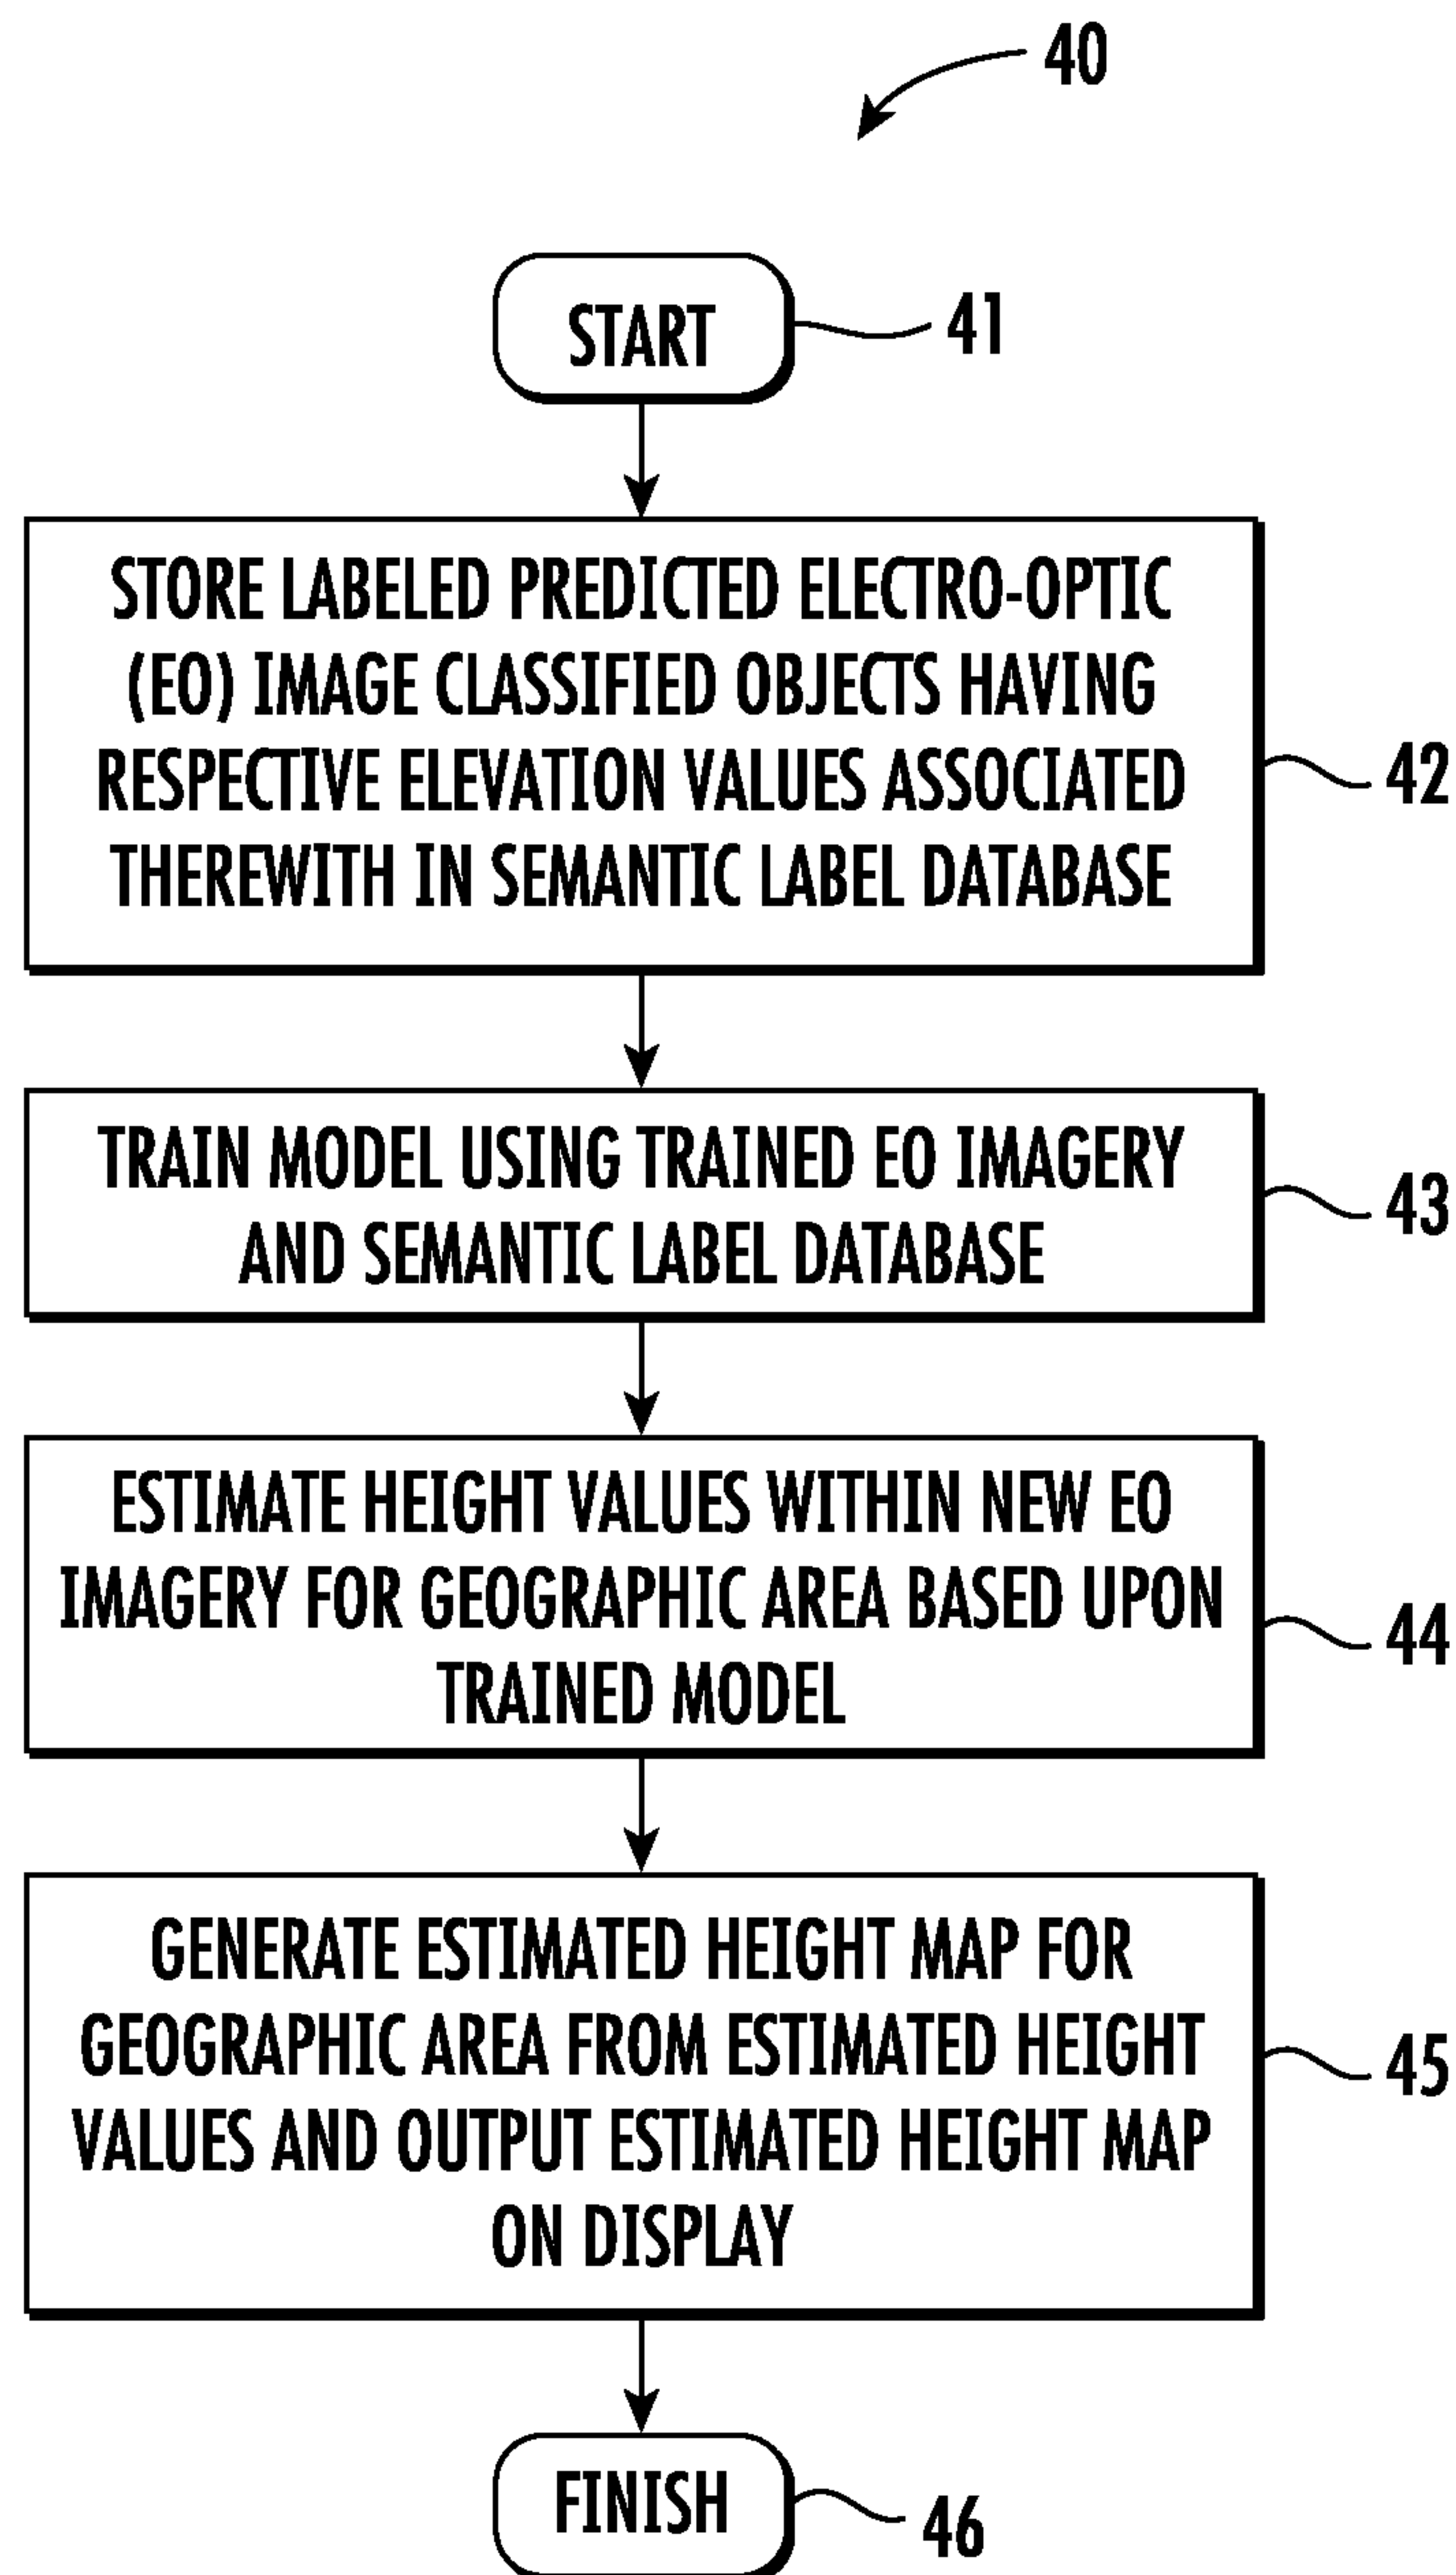 40
START
41
STORE LABELED PREDICTED ELECTRO-OPTIC
(EO) IMAGE CLASSIFIED OBJECTS HAVING
RESPECTIVE ELEVATION VALUES ASSOCIATED
THEREWITH IN SEMANTIC LABEL DATABASE
42
TRAIN MODEL USING TRAINED EO IMAGERY
AND SEMANTIC LABEL DATABASE
43
ESTIMATE HEIGHT VALUES WITHIN NEW EO
IMAGERY FOR GEOGRAPHIC AREA BASED UPON
TRAINED MODEL
44
GENERATE ESTIMATED HEIGHT MAP FOR
GEOGRAPHIC AREA FROM ESTIMATED HEIGHT
VALUES AND OUTPUT ESTIMATED HEIGHT MAP
ON DISPLAY
45
FINISH
46